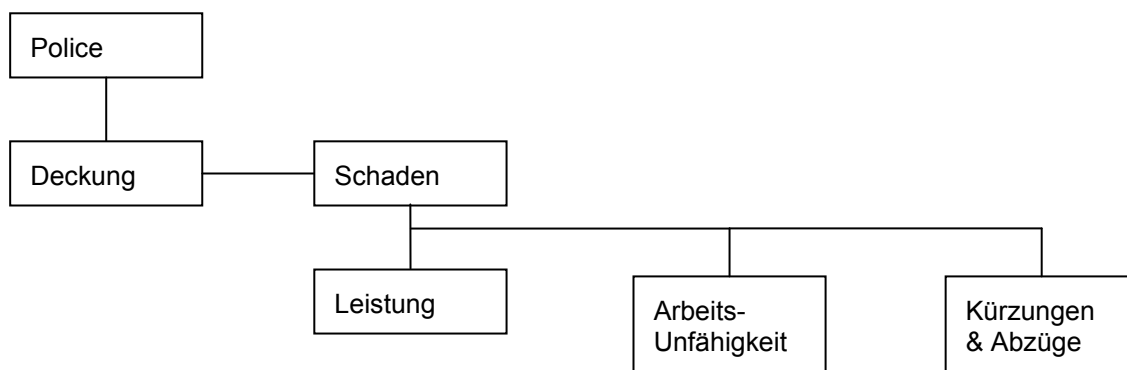 Police
Deckung
Schaden
Leistung
Arbeits-
Unfähigkeit
Kürzungen
& Abzüge